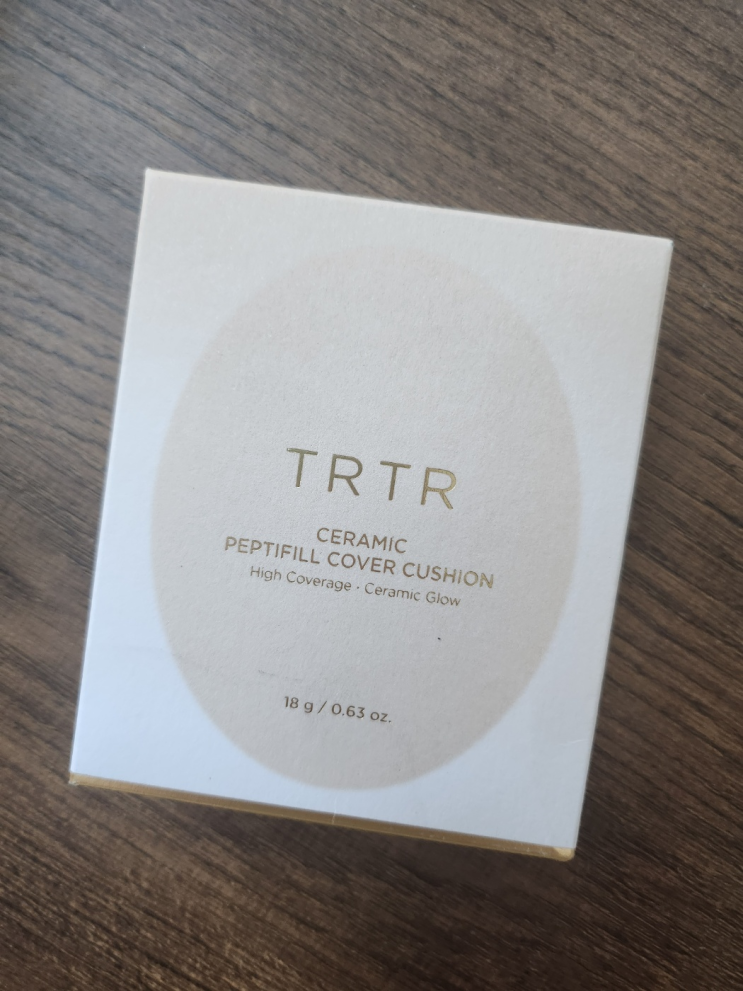 TRTR
CERAMIC
PEPTIFILL COVER CUSHION
High Coverage · Ceramic Glow
18 g / 0.63 oz.